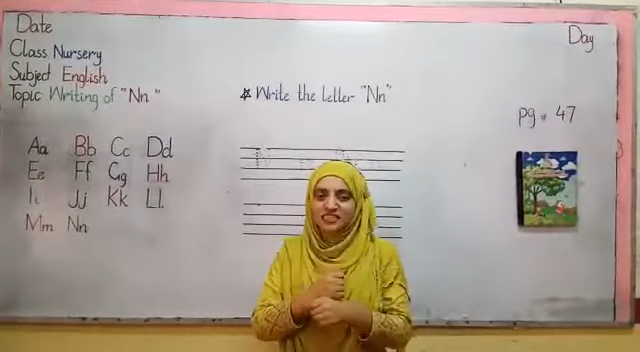 Date
Day
Class Nursery
Subject English
Topic Writing of "Nn"
☆ Write the letter "Nn"
pg # 47
Aa Bb Cc Dd
Ee Ff Gg Hh
Ii Jj Kk Ll
Mm Nn